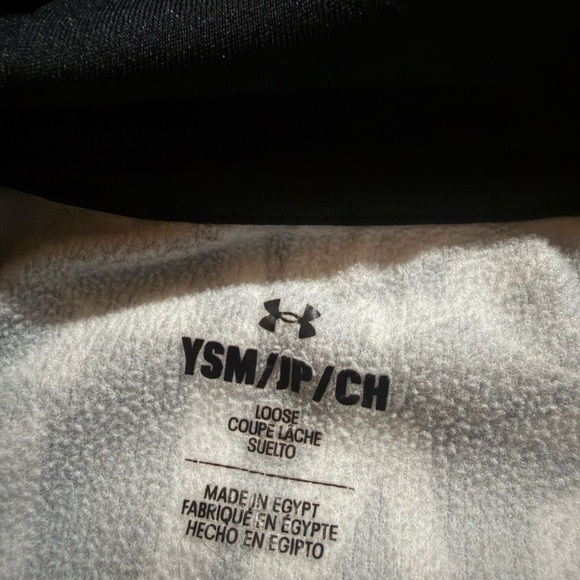 YSM/JP/CH
LOOSE
COUPE LÂCHE
SUELTO
MADE IN EGYPT
FABRIQUÉ EN ÉGYPTE
HECHO EN EGIPTO